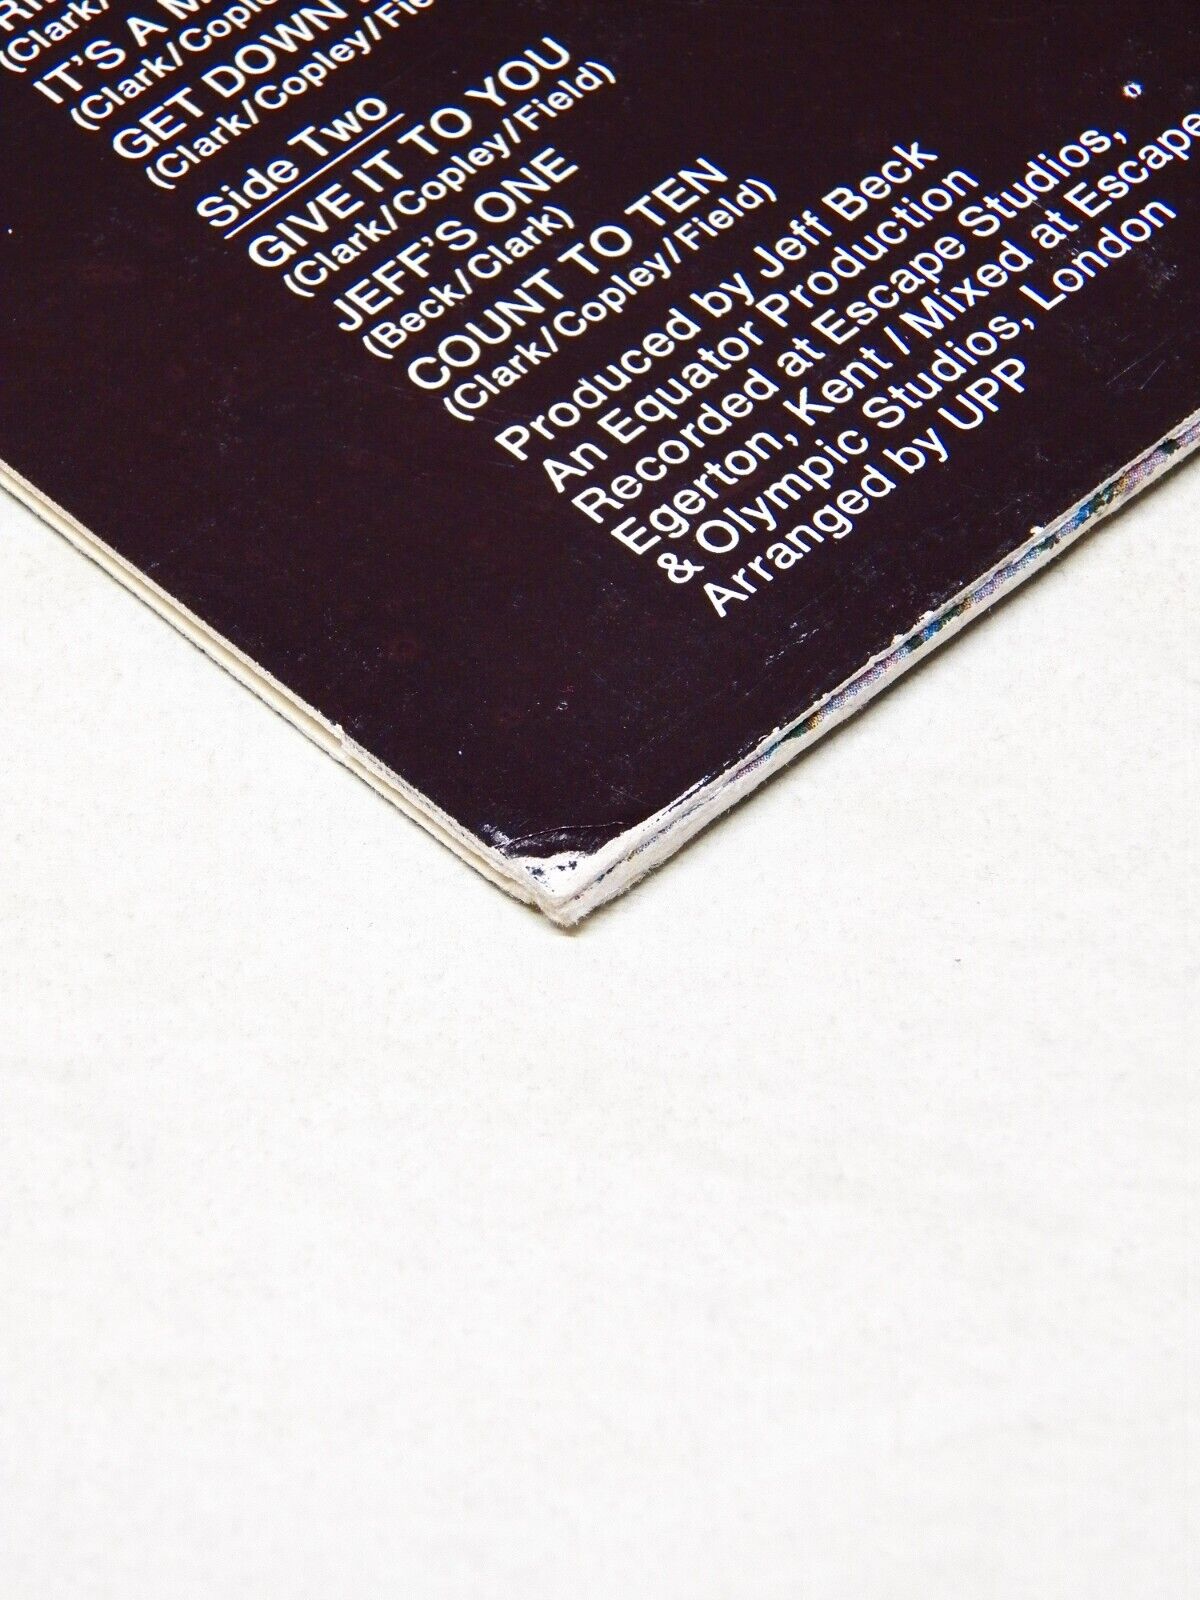 (Clark/
IT'S A M
(Clark/Copley
GET DOWN
(Clark/Copley/Fie
Side Two
GIVE IT TO YOU
(Clark/Copley/Field)
JEFF'S ONE
(Beck/Clark)
COUNT TO TEN
(Clark/Copley/Field)
Produced by Jeff Beck
An Equator Production
Recorded at Escape Studios,
Egerton, Kent / Mixed at Escape
& Olympic Studios, London
Arranged by UPP